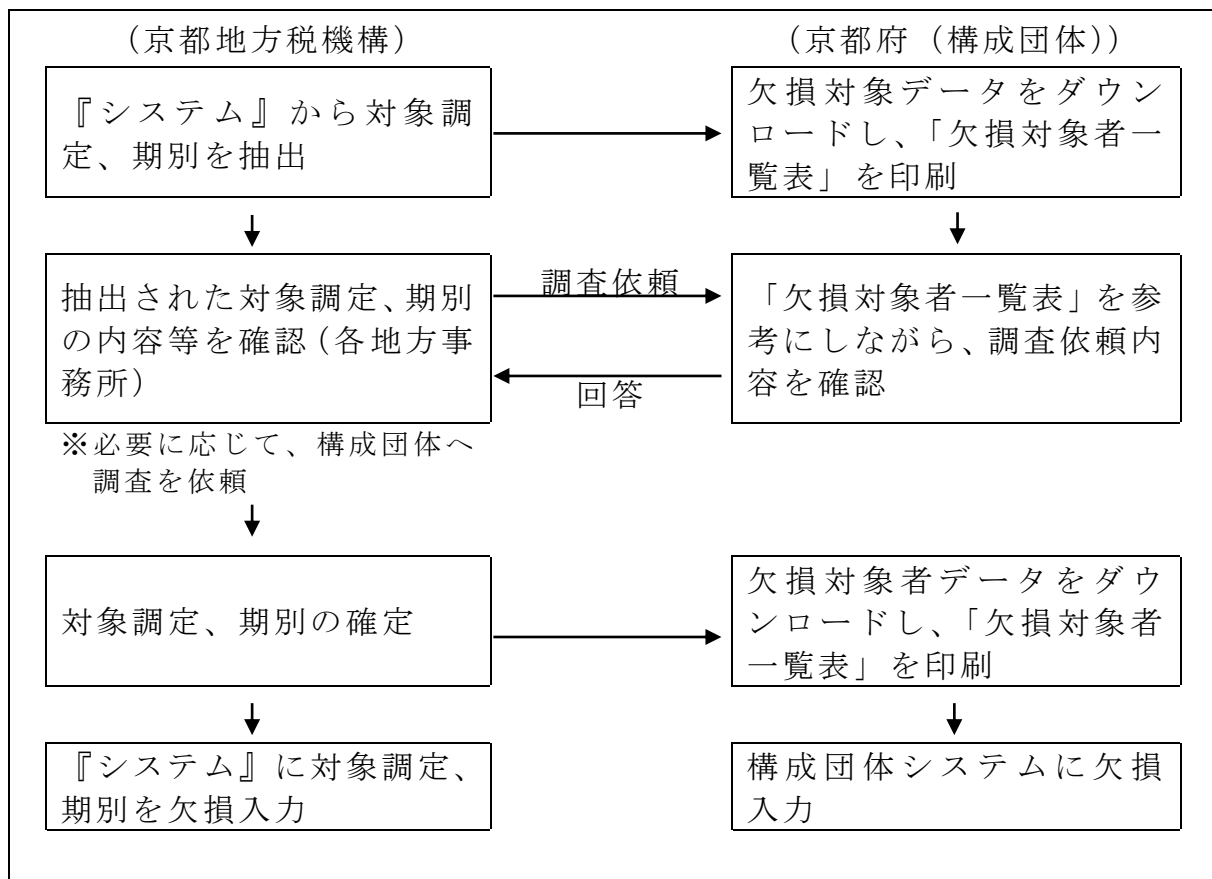 （京都地方税機構）
（京都府（構成団体））
『システム』から対象調
定、期別を抽出
欠損対象データをダウン
ロードし、「欠損対象者一
覧表」を印刷
抽出された対象調定、期別
の内容等を確認（各地方事
務所）
調査依頼
回答
「欠損対象者一覧表」を参
考にしながら、調査依頼内
容を確認
※必要に応じて、構成団体へ
調査を依頼
対象調定、期別の確定
欠損対象者データをダウ
ンロードし、「欠損対象者
一覧表」を印刷
『システム』に対象調定、
期別を欠損入力
構成団体システムに欠損
入力